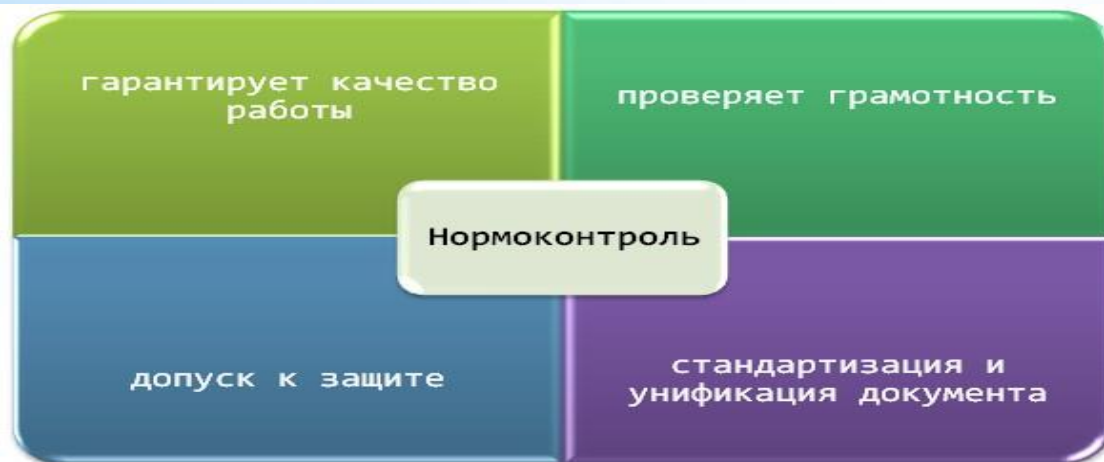 гарантирует качество
работы
проверяет грамотность
Нормоконтроль
допуск к защите
стандартизация и
унификация документа